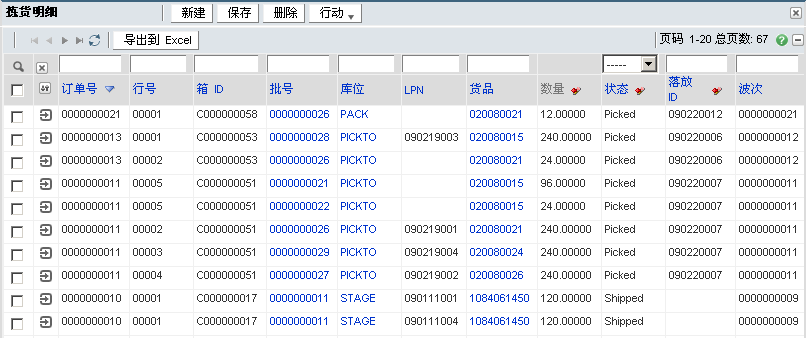 拣货明细 新建 保存 删除 行动
导出到 Excel 页码 1-20 总页数: 67
-----
订单号 行号 箱 ID 批号 库位 LPN 货品 数量 状态 落放 ID 波次
0000000021 00001 C000000058 0000000026 PACK 020080021 12.00000 Picked 090220012 0000000021
0000000013 00001 C000000053 0000000028 PICKTO 090219003 020080015 240.00000 Picked 090220006 0000000012
0000000013 00002 C000000053 0000000026 PICKTO 020080021 24.00000 Picked 090220006 0000000012
0000000011 00005 C000000051 0000000021 PICKTO 020080015 96.00000 Picked 090220007 0000000011
0000000011 00005 C000000051 0000000022 PICKTO 020080015 24.00000 Picked 090220007 0000000011
0000000011 00002 C000000051 0000000026 PICKTO 090219001 020080021 240.00000 Picked 090220007 0000000011
0000000011 00003 C000000051 0000000029 PICKTO 090219004 020080024 240.00000 Picked 090220007 0000000011
0000000011 00004 C000000051 0000000027 PICKTO 090219002 020080026 240.00000 Picked 090220007 0000000011
0000000010 00001 C000000017 0000000011 STAGE 090111001 1084061450 120.00000 Shipped 0000000009
0000000010 00001 C000000017 0000000011 STAGE 090111004 1084061450 120.00000 Shipped 0000000009